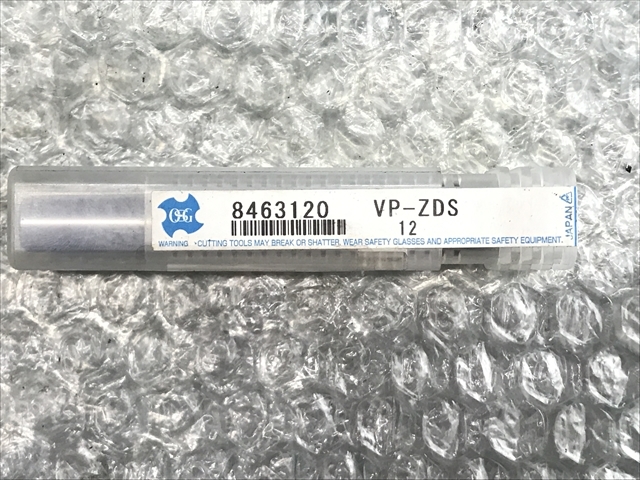 OSG
8463120 VP-ZDS
12
WARNING *CUTTING TOOLS MAY BREAK OR SHATTER. WEAR SAFETY GLASSES AND APPROPRIATE SAFETY EQUIPMENT.
JAPAN